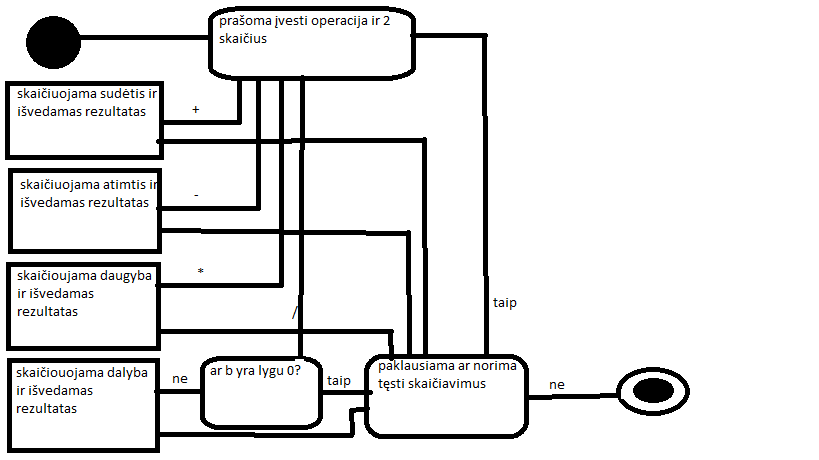 prašoma įvesti operacija ir 2
skaičius
skaičiuojama sudėtis ir
išvedamas rezultatas
+
skaičiuojama atimtis ir
išvedamas rezultatas
-
skaičioujama daugyba
ir išvedamas
rezultatas
*
/
taip
skaičiouojama dalyba
ir išvedamas
rezultatas
ne
ar b yra lygu 0?
taip
paklausiama ar norima
tęsti skaičiavimus
ne